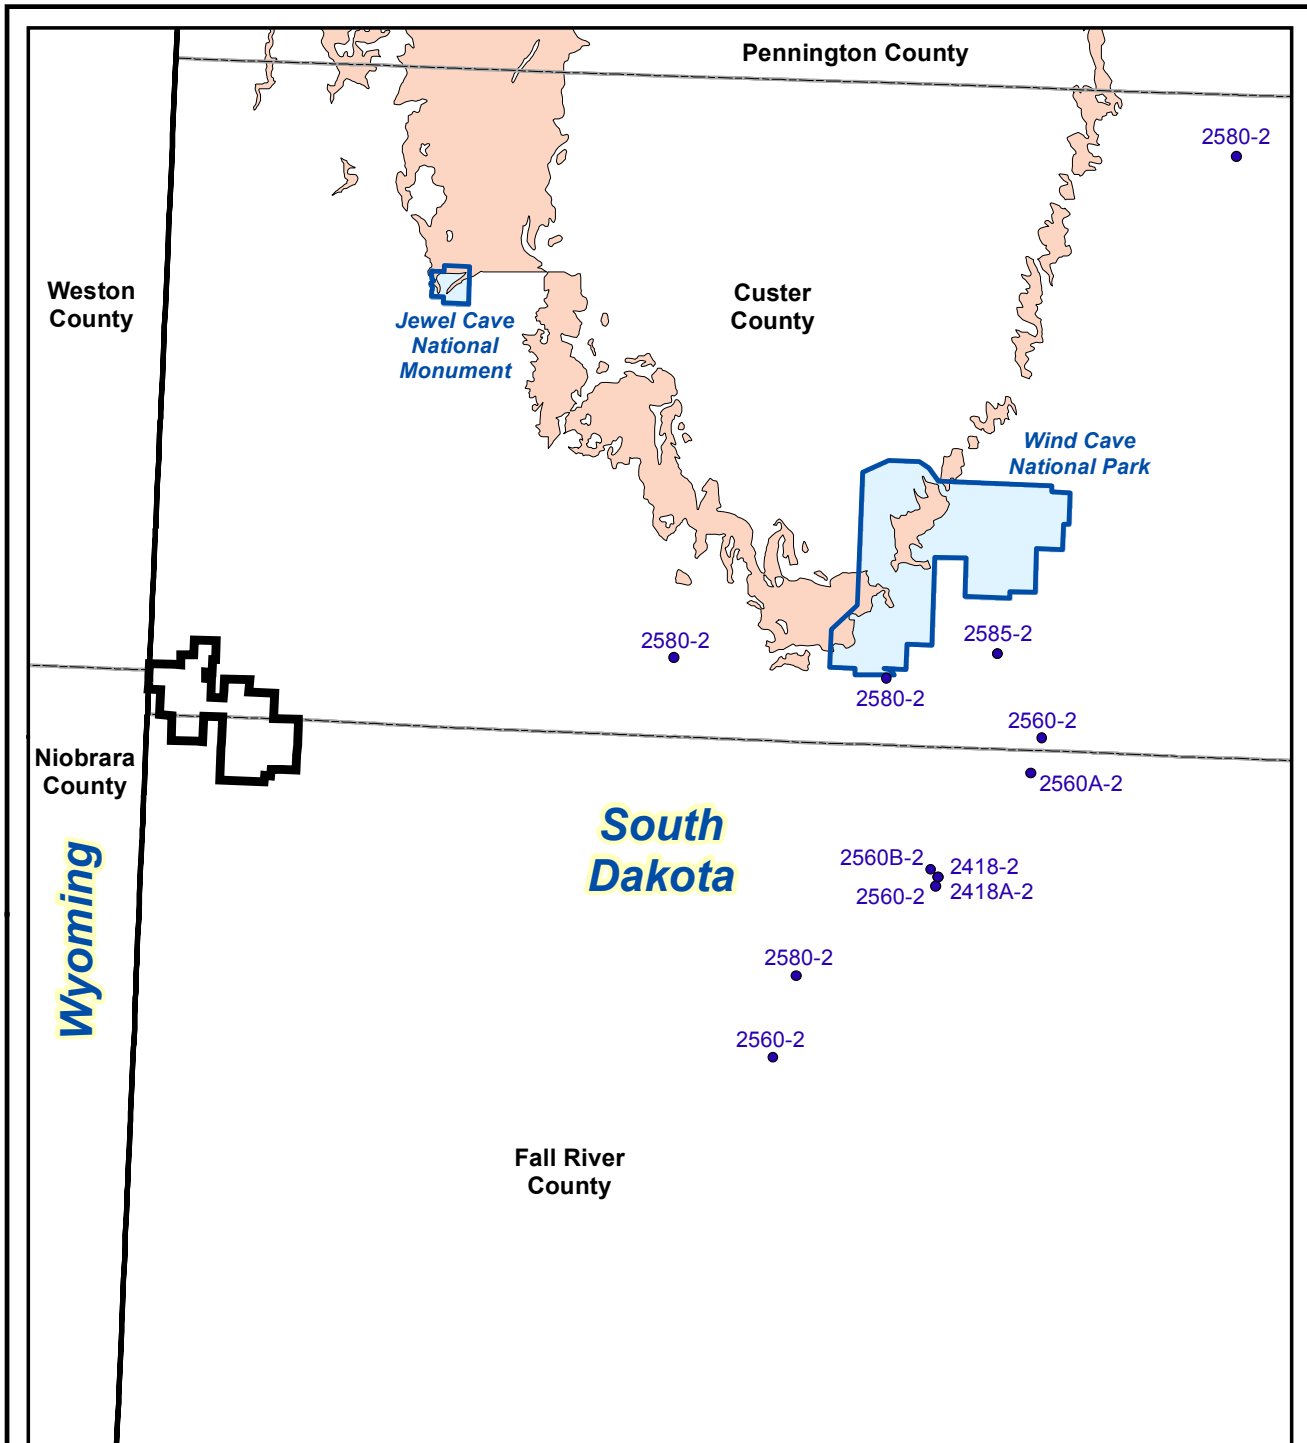 Pennington County
2580-2
Weston
County
Custer
County
Jewel Cave
National
Monument
Wind Cave
National Park
2580-2
2585-2
2580-2
2560-2
Niobrara
County
2560A-2
South
Dakota
Wyoming
2560B-2
2418-2
2560-2
2418A-2
2580-2
2560-2
Fall River
County